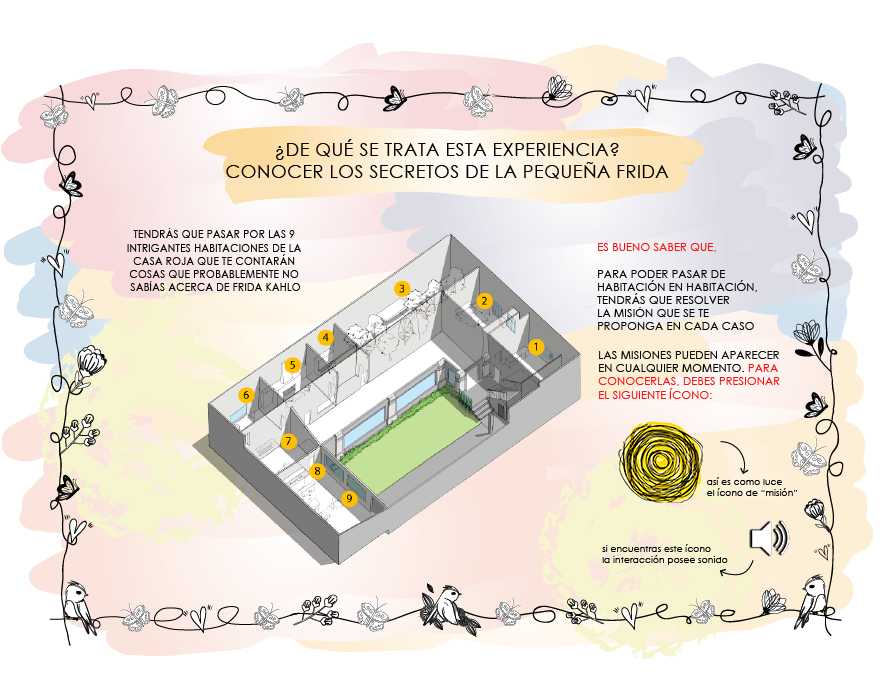 ¿DE QUÉ SE TRATA ESTA EXPERIENCIA?
CONOCER LOS SECRETOS DE LA PEQUEÑA FRIDA
TENDRÁS QUE PASAR POR LAS 9
INTRIGANTES HABITACIONES DE LA
CASA ROJA QUE TE CONTARÁN
COSAS QUE PROBABLEMENTE NO
SABÍAS ACERCA DE FRIDA KAHLO
1
2
3
4
5
6
7
8
9
ES BUENO SABER QUE,
PARA PODER PASAR DE
HABITACIÓN EN HABITACIÓN,
TENDRÁS QUE RESOLVER
LA MISIÓN QUE SE TE
PROPONGA EN CADA CASO
LAS MISIONES PUEDEN APARECER
EN CUALQUIER MOMENTO. PARA
CONOCERLAS, DEBES PRESIONAR
EL SIGUIENTE ÍCONO:
así es como luce
el ícono de “misión”
si encuentras este ícono
la interacción posee sonido